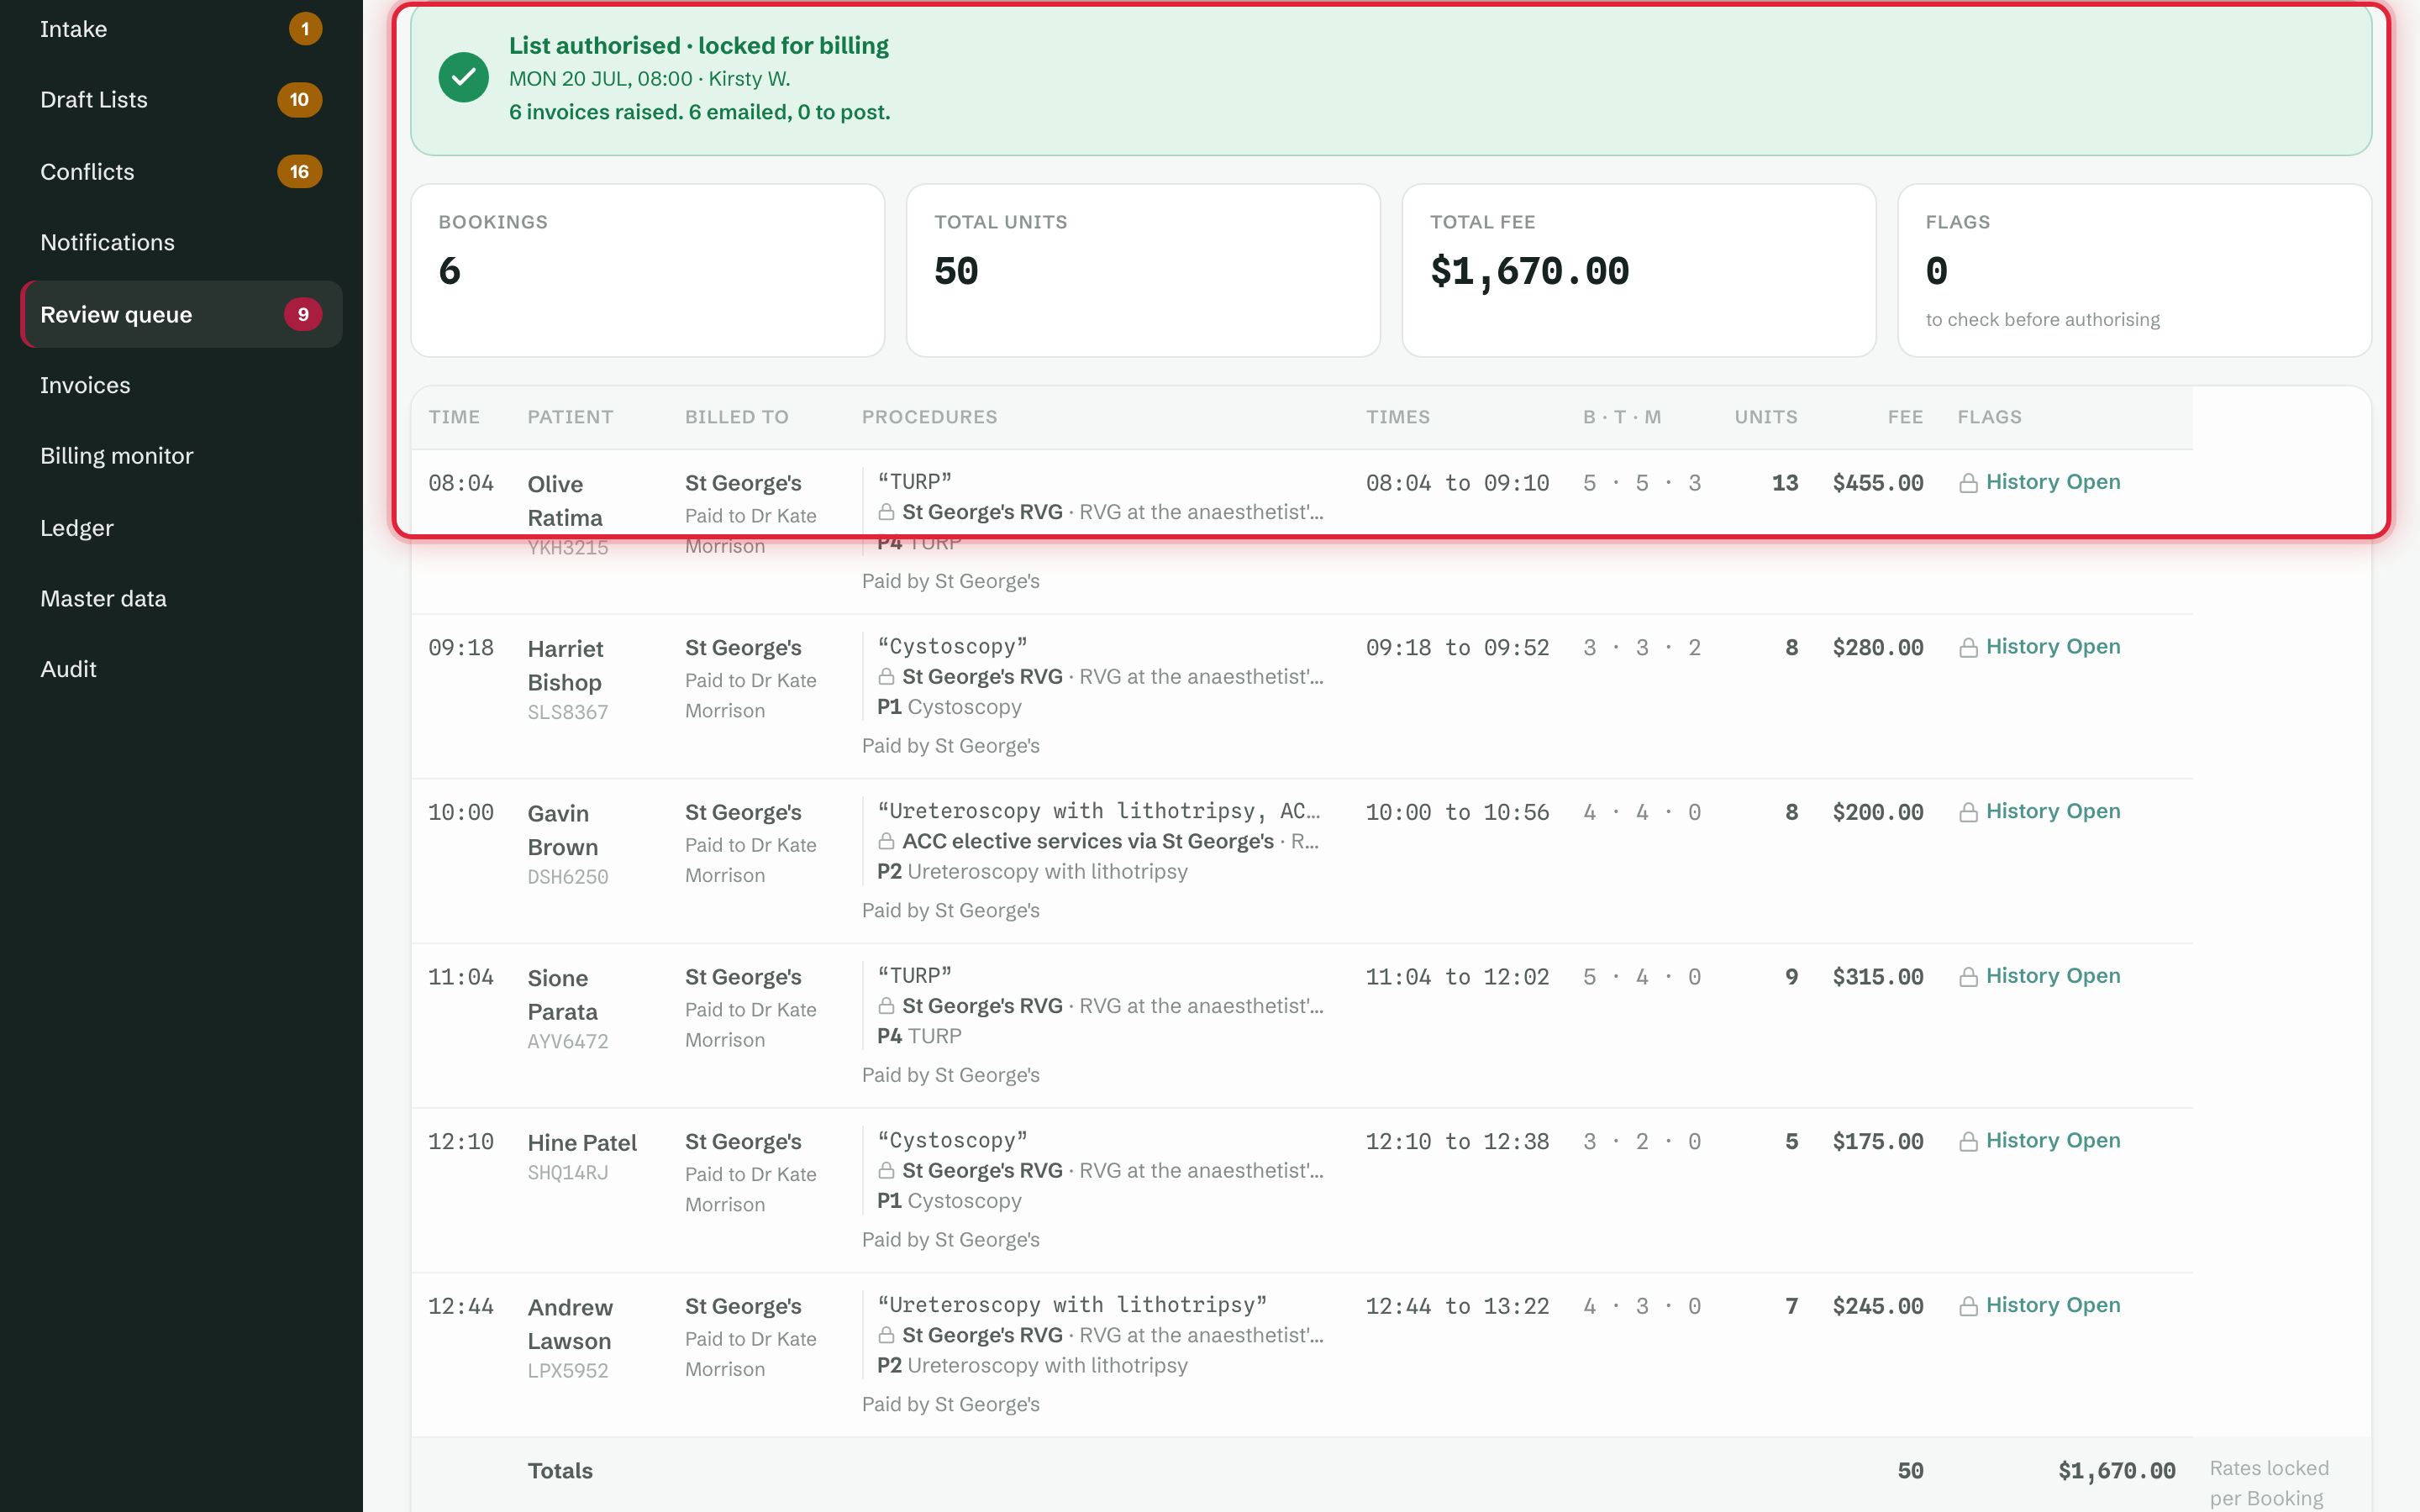 Intake 1
Draft Lists 10
Conflicts 16
Notifications
Review queue 9
Invoices
Billing monitor
Ledger
Master data
Audit
List authorised · locked for billing
MON 20 JUL, 08:00 · Kirsty W.
6 invoices raised. 6 emailed, 0 to post.
BOOKINGS
6
TOTAL UNITS
50
TOTAL FEE
$1,670.00
FLAGS
0
to check before authorising
TIME PATIENT BILLED TO PROCEDURES TIMES B · T · M UNITS FEE FLAGS
08:04 Olive St George's “TURP” 08:04 to 09:10 5 · 5 · 3 13 $455.00 History Open
Ratima Paid to Dr Kate St George's RVG · RVG at the anaesthetist'...
YKH3215 Morrison P4 TURP
Paid by St George's
09:18 Harriet St George's “Cystoscopy” 09:18 to 09:52 3 · 3 · 2 8 $280.00 History Open
Bishop Paid to Dr Kate St George's RVG · RVG at the anaesthetist'...
SLS8367 Morrison P1 Cystoscopy
Paid by St George's
10:00 Gavin St George's “Ureteroscopy with lithotripsy, AC... 10:00 to 10:56 4 · 4 · 0 8 $200.00 History Open
Brown Paid to Dr Kate ACC elective services via St George's · R...
DSH6250 Morrison P2 Ureteroscopy with lithotripsy
Paid by St George's
11:04 Sione St George's “TURP” 11:04 to 12:02 5 · 4 · 0 9 $315.00 History Open
Parata Paid to Dr Kate St George's RVG · RVG at the anaesthetist'...
AYV6472 Morrison P4 TURP
Paid by St George's
12:10 Hine Patel St George's “Cystoscopy” 12:10 to 12:38 3 · 2 · 0 5 $175.00 History Open
SHQ14RJ Paid to Dr Kate St George's RVG · RVG at the anaesthetist'...
Morrison P1 Cystoscopy
Paid by St George's
12:44 Andrew St George's “Ureteroscopy with lithotripsy” 12:44 to 13:22 4 · 3 · 0 7 $245.00 History Open
Lawson Paid to Dr Kate St George's RVG · RVG at the anaesthetist'...
LPX5952 Morrison P2 Ureteroscopy with lithotripsy
Paid by St George's
Totals 50 $1,670.00 Rates locked
per Booking